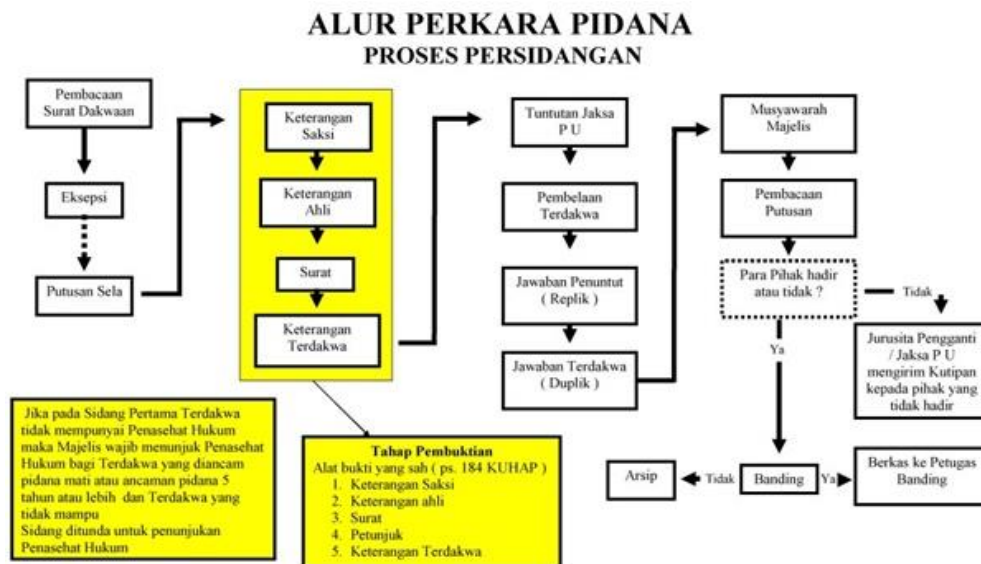 ALUR PERKARA PIDANA
PROSES PERSIDANGAN
Pembacaan
Surat Dakwaan
Eksepsi
Putusan Sela
Keterangan
Saksi
Keterangan
Ahli
Surat
Keterangan
Terdakwa
Tuntutan Jaksa
P U
Pembelaan
Terdakwa
Jawaban Penuntut
( Replik )
Jawaban Terdakwa
( Duplik )
Musyawarah
Majelis
Pembacaan
Putusan
Para Pihak hadir
atau tidak ?
Tidak
Ya
Jurusita Pengganti
/ Jaksa P U
mengirim Kutipan
kepada pihak yang
tidak hadir
Arsip
Tidak
Banding
Ya
Berkas ke Petugas
Banding
Jika pada Sidang Pertama Terdakwa
tidak mempunyai Penasehat Hukum
maka Majelis wajib menunjuk Penasehat
Hukum bagi Terdakwa yang diancam
pidana mati atau ancaman pidana 5
tahun atau lebih dan Terdakwa yang
tidak mampu
Sidang ditunda untuk penunjukan
Penasehat Hukum
Tahap Pembuktian
Alat bukti yang sah ( ps. 184 KUHAP )
1. Keterangan Saksi
2. Keterangan ahli
3. Surat
4. Petunjuk
5. Keterangan Terdakwa